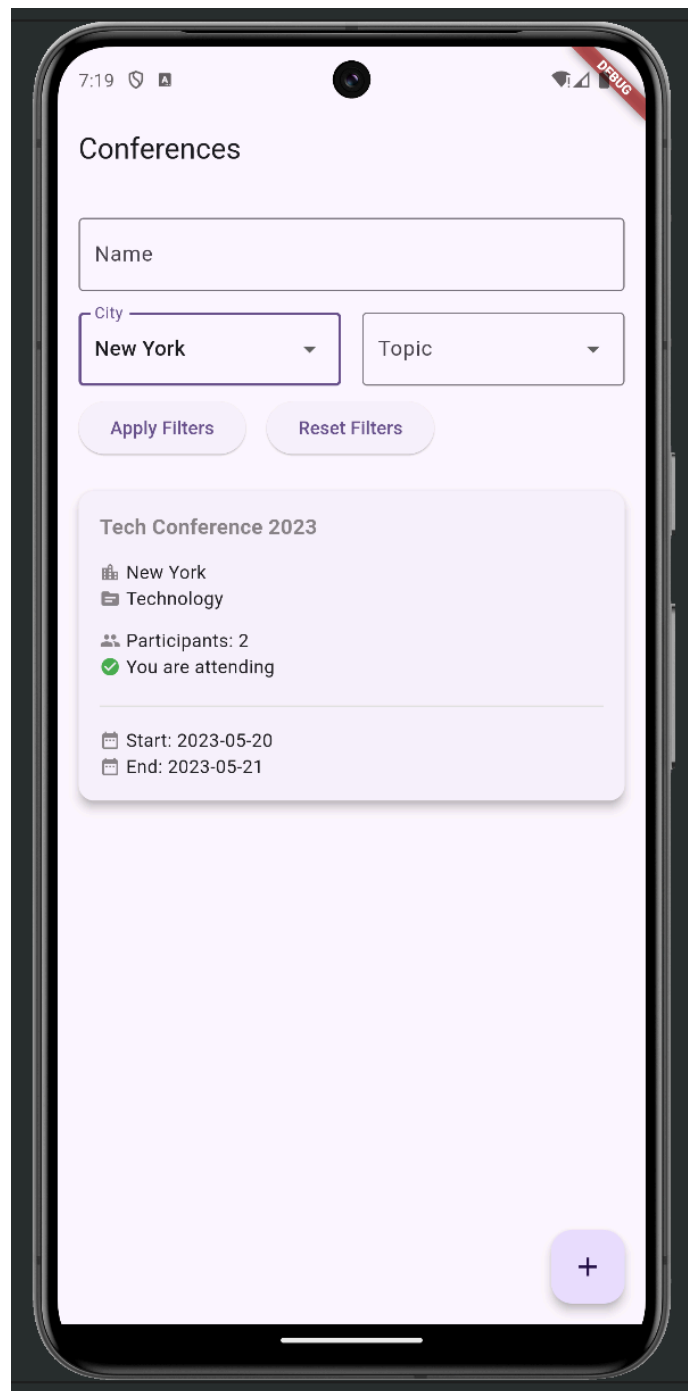 7:19 A
DEBUG
Conferences
Name
City
New York
Topic
Apply Filters Reset Filters
Tech Conference 2023
New York
Technology
Participants: 2
You are attending
Start: 2023-05-20
End: 2023-05-21
+